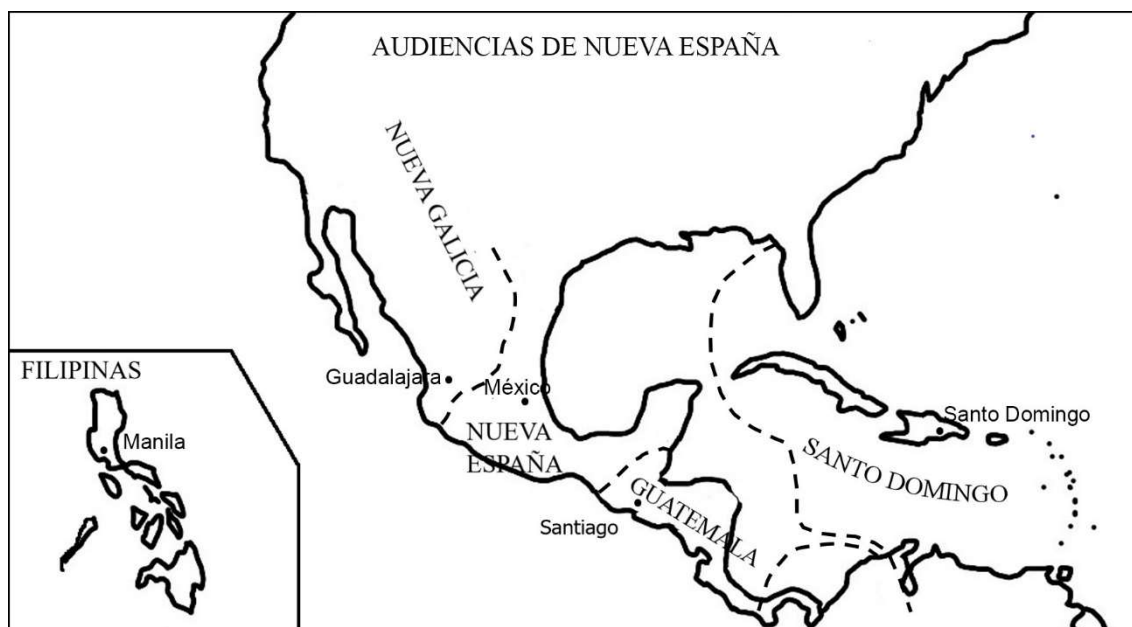 AUDIENCIAS DE NUEVA ESPAÑA
NUEVA GALICIA
FILIPINAS
Guadalajara
México
Santo Domingo
Manila
NUEVA
ESPAÑA
SANTO DOMINGO
GUATEMALA
Santiago